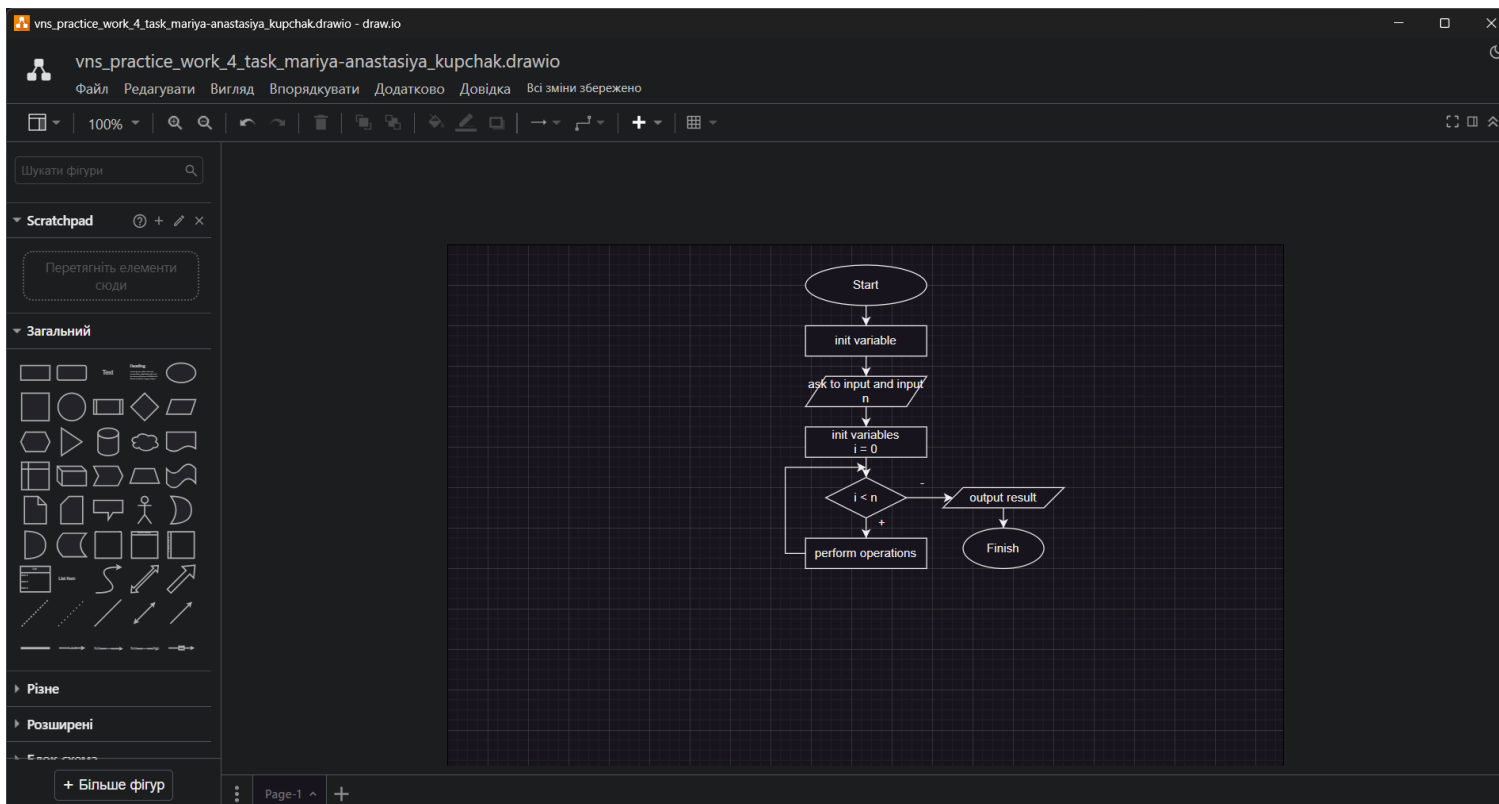 vns_practice_work_4_task_mariya-anastasiya_kupchak.drawio - draw.io
vns_practice_work_4_task_mariya-anastasiya_kupchak.drawio
Файл Редагувати Вигляд Впорядкувати Додатково Довідка Всі зміни збережено
100%
Шукати фігури
Scratchpad
Перетягніть елементи
сюди
Загальний
Text
Heading
List Item
Різне
Розширені
Блок схема
+ Більше фігур
Page-1
Start
init variable
ask to input and input
n
init variables
i = 0
i < n
-
output result
+
perform operations
Finish